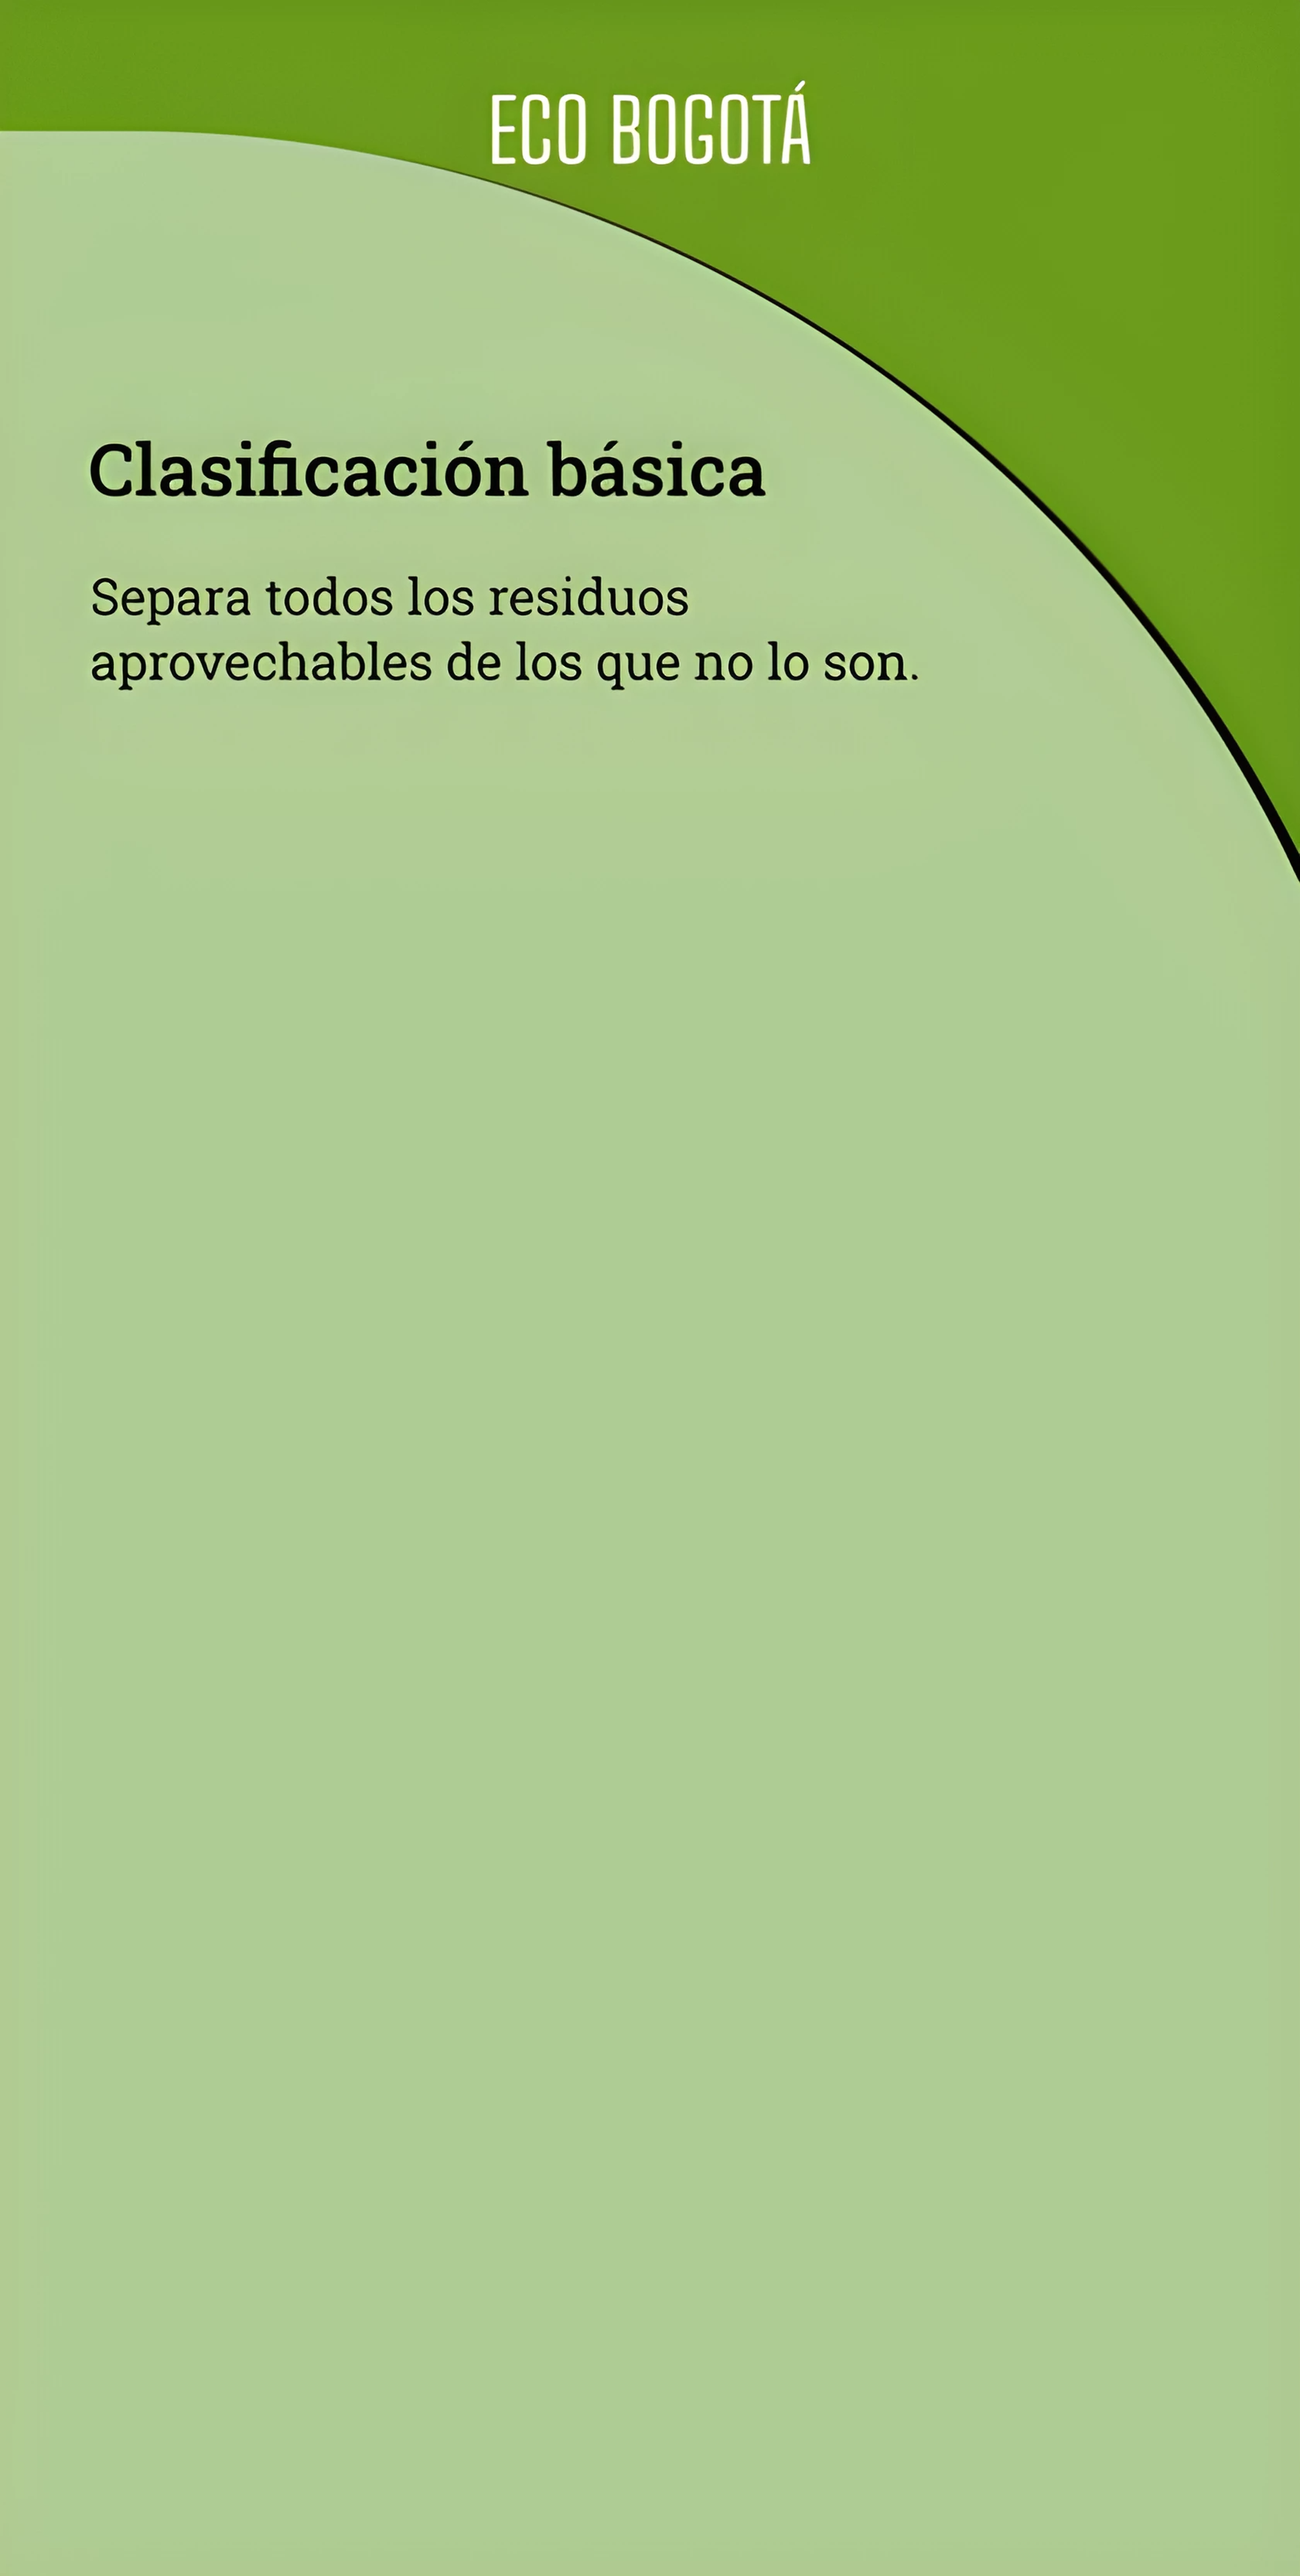 ECO BOGOTÁ
Clasificación básica
Separa todos los residuos
aprovechables de los que no lo son.